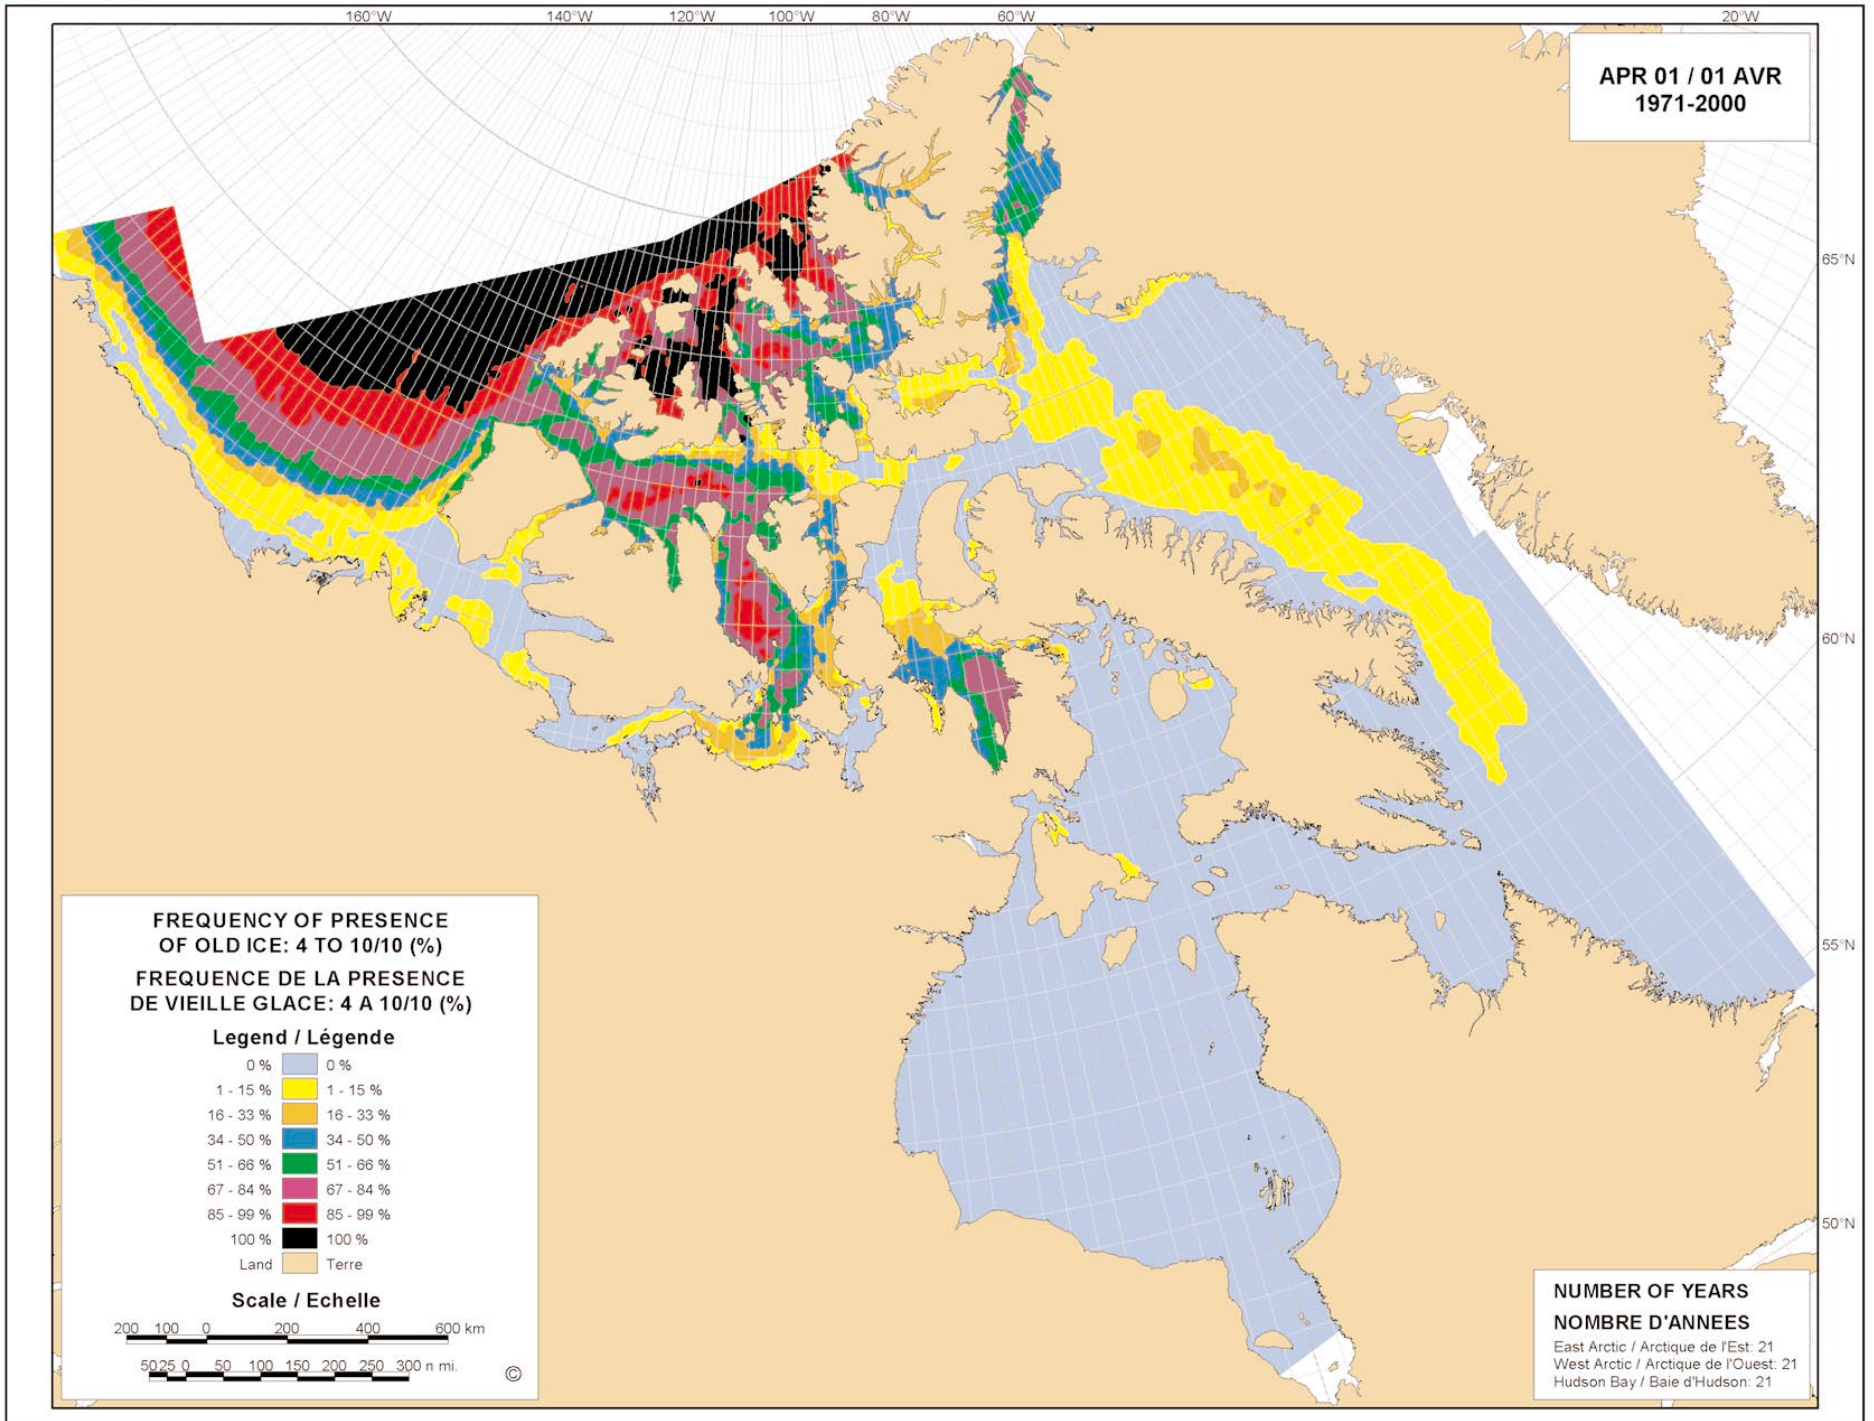 160°W 140°W 120°W 100°W 80°W 60°W 20°W
APR 01 / 01 AVR
1971-2000
65°N
60°N
55°N
50°N
FREQUENCY OF PRESENCE
OF OLD ICE: 4 TO 10/10 (%)
FREQUENCE DE LA PRESENCE
DE VIEILLE GLACE: 4 A 10/10 (%)
Legend / Légende
0 % 0 %
1 - 15 % 1 - 15 %
16 - 33 % 16 - 33 %
34 - 50 % 34 - 50 %
51 - 66 % 51 - 66 %
67 - 84 % 67 - 84 %
85 - 99 % 85 - 99 %
100 % 100 %
Land Terre
Scale / Echelle
200 100 0 200 400 600 km
50 25 0 50 100 150 200 250 300 n mi.
©
NUMBER OF YEARS
NOMBRE D'ANNEES
East Arctic / Arctique de l'Est: 21
West Arctic / Arctique de l'Ouest: 21
Hudson Bay / Baie d'Hudson: 21